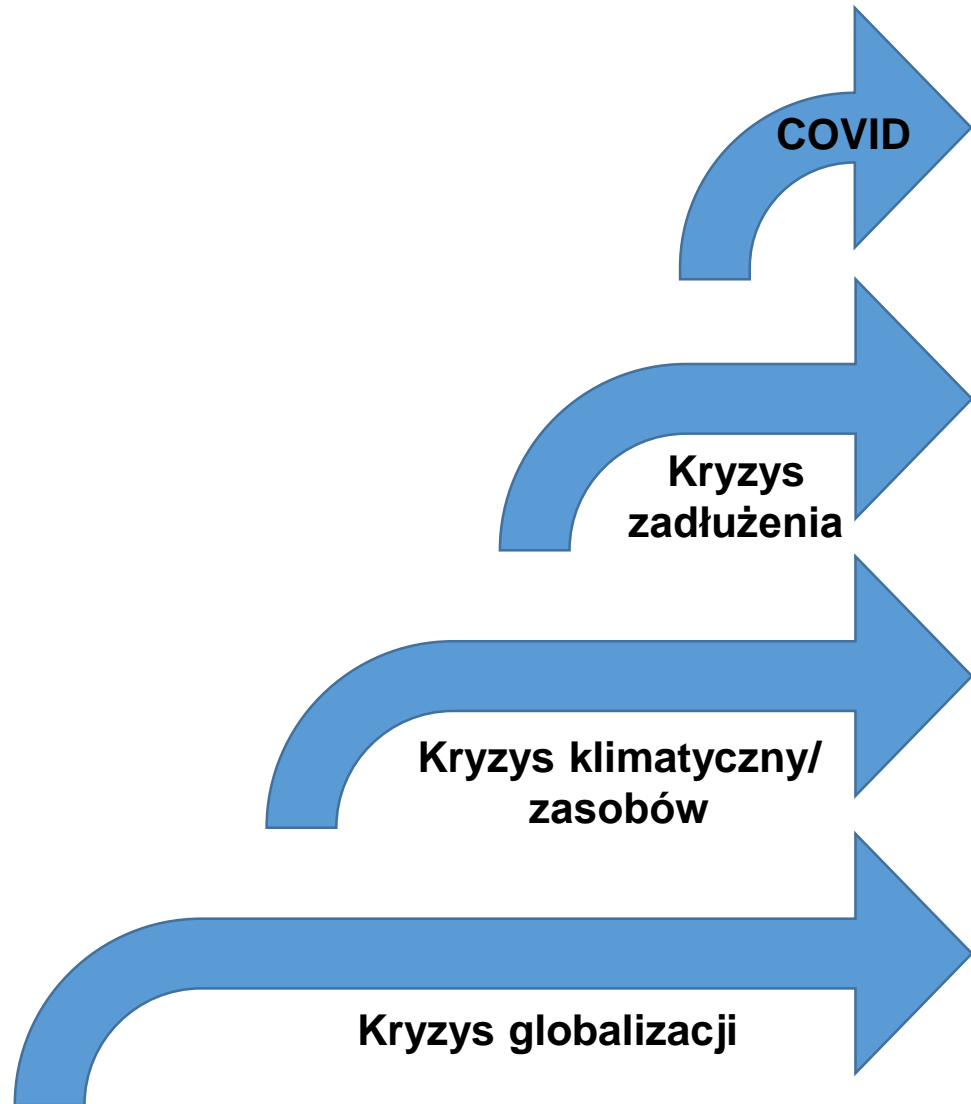 COVID
Kryzys
zadłużenia
Kryzys klimatyczny/
zasobów
Kryzys globalizacji